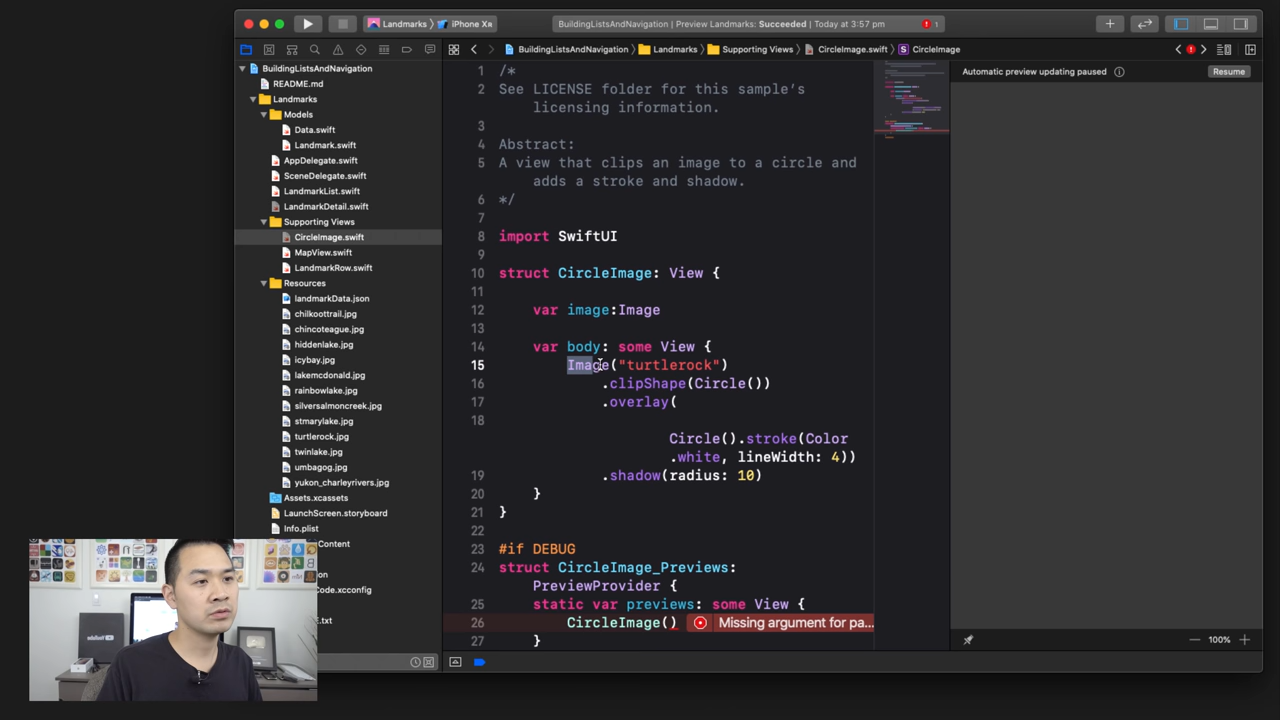 Landmarks › iPhone Xʀ
BuildingListsAndNavigation | Preview Landmarks: Succeeded | Today at 3:57 pm
1
BuildingListsAndNavigation › Landmarks › Supporting Views › CircleImage.swift › S CircleImage
BuildingListsAndNavigation
README.md
Landmarks
Models
Data.swift
Landmark.swift
AppDelegate.swift
SceneDelegate.swift
LandmarkList.swift
LandmarkDetail.swift
Supporting Views
CircleImage.swift
MapView.swift
LandmarkRow.swift
Resources
landmarkData.json
chilkoottrail.jpg
chincoteague.jpg
hiddenlake.jpg
icybay.jpg
lakemcdonald.jpg
rainbowlake.jpg
silversalmoncreek.jpg
stmarylake.jpg
turtlerock.jpg
twinlake.jpg
umbagog.jpg
yukon_charleyrivers.jpg
Assets.xcassets
LaunchScreen.storyboard
Info.plist
Content
on
Code.xcconfig
E.txt
1 /*
2 See LICENSE folder for this sample's
licensing information.
3
4 Abstract:
5 A view that clips an image to a circle and
adds a stroke and shadow.
6 */
7
8 import SwiftUI
9
10 struct CircleImage: View {
11
12 var image:Image
13
14 var body: some View {
15 Image("turtlerock")
16 .clipShape(Circle())
17 .overlay(
18
Circle().stroke(Color
.white, lineWidth: 4))
19 .shadow(radius: 10)
20 }
21 }
22
23 #if DEBUG
24 struct CircleImage_Previews:
PreviewProvider {
25 static var previews: some View {
26 CircleImage() Missing argument for pa...
27 }
Automatic preview updating paused
Resume
100%